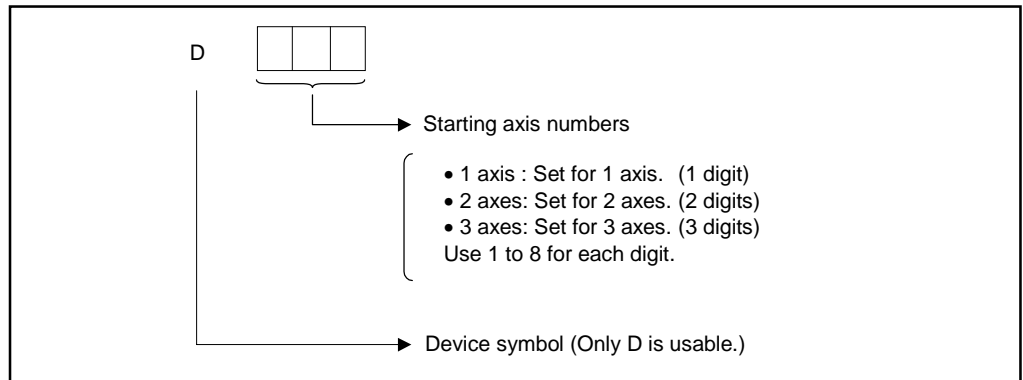 D
Starting axis numbers
• 1 axis : Set for 1 axis. (1 digit)
• 2 axes: Set for 2 axes. (2 digits)
• 3 axes: Set for 3 axes. (3 digits)
Use 1 to 8 for each digit.
Device symbol (Only D is usable.)